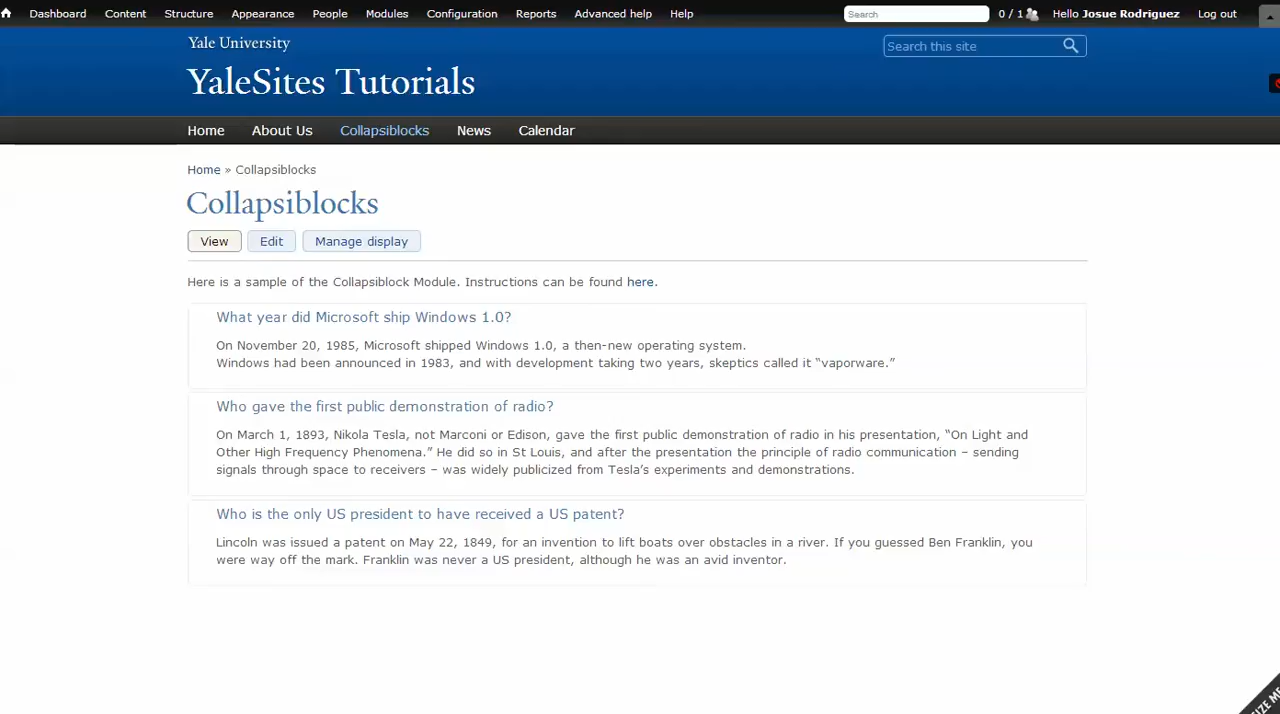 Dashboard Content Structure Appearance People Modules Configuration Reports Advanced help Help Search 0 / 1 Hello Josue Rodriguez Log out
Yale University
Search this site
YaleSites Tutorials
Home About Us Collapsiblocks News Calendar
Home » Collapsiblocks
Collapsiblocks
View Edit Manage display
Here is a sample of the Collapsiblock Module. Instructions can be found here.
What year did Microsoft ship Windows 1.0?
On November 20, 1985, Microsoft shipped Windows 1.0, a then-new operating system.
Windows had been announced in 1983, and with development taking two years, skeptics called it “vaporware.”
Who gave the first public demonstration of radio?
On March 1, 1893, Nikola Tesla, not Marconi or Edison, gave the first public demonstration of radio in his presentation, “On Light and
Other High Frequency Phenomena.” He did so in St Louis, and after the presentation the principle of radio communication – sending
signals through space to receivers – was widely publicized from Tesla’s experiments and demonstrations.
Who is the only US president to have received a US patent?
Lincoln was issued a patent on May 22, 1849, for an invention to lift boats over obstacles in a river. If you guessed Ben Franklin, you
were way off the mark. Franklin was never a US president, although he was an avid inventor.